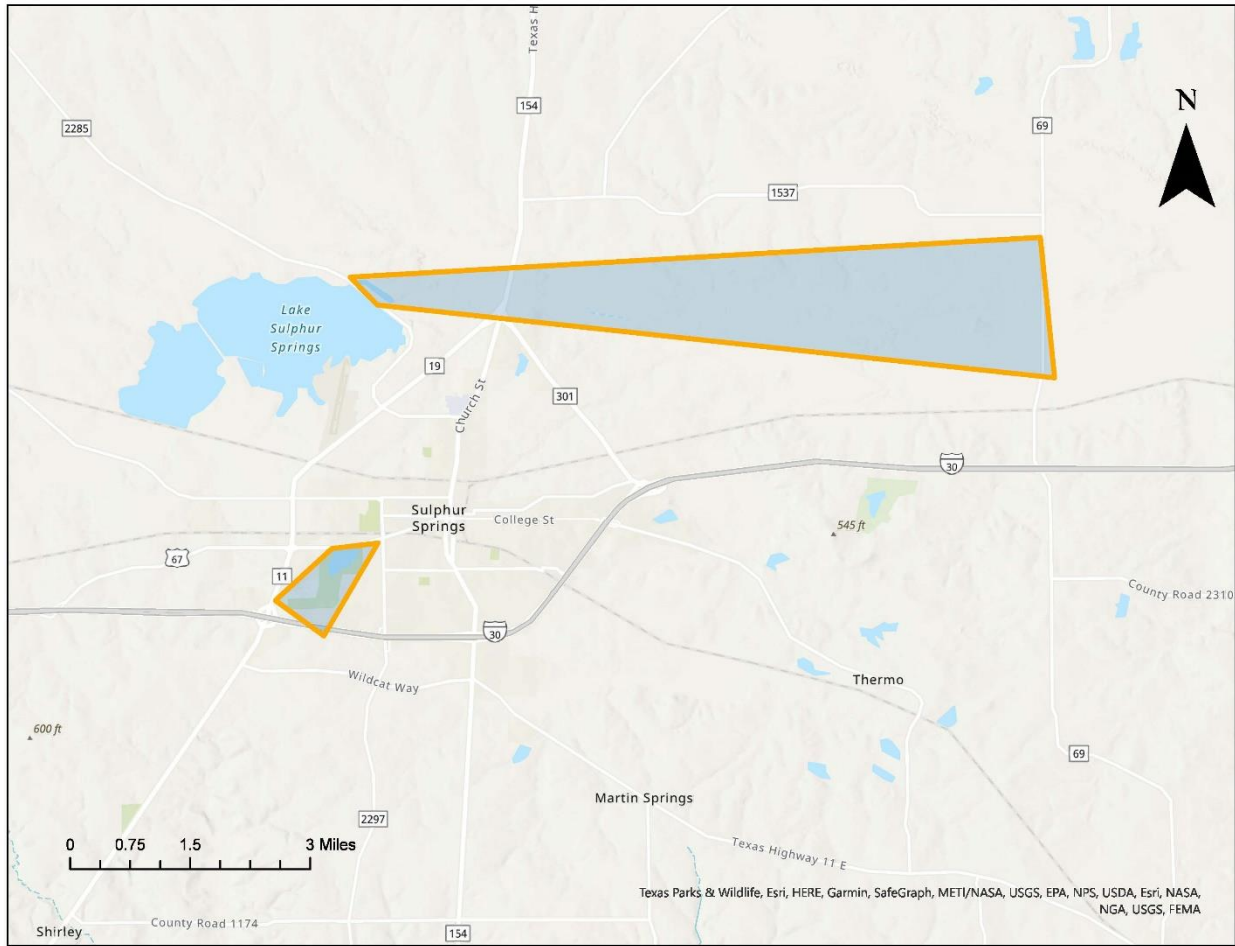 Texas H
154
2285
69
N
1537
Lake
Sulphur
Springs
19
Church St
301
30
Sulphur
Springs
College St
545 ft
67
11
County Road 2310
30
Wildcat Way
Thermo
600 ft
69
Martin Springs
2297
0 0.75 1.5 3 Miles
Texas Highway 11 E
Texas Parks & Wildlife, Esri, HERE, Garmin, SafeGraph, METI/NASA, USGS, EPA, NPS, USDA, Esri, NASA,
NGA, USGS, FEMA
County Road 1174
Shirley
154